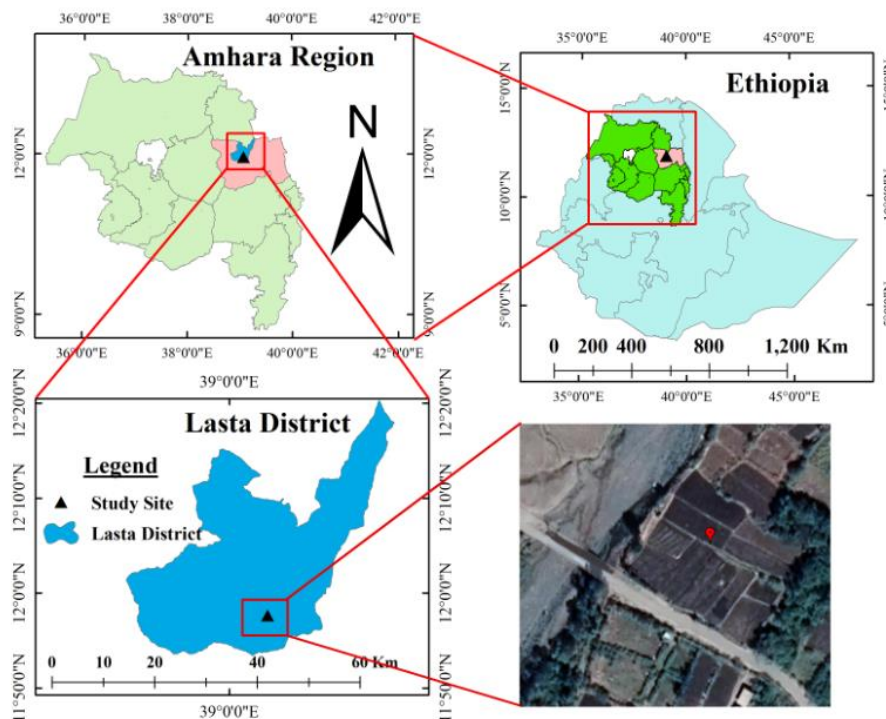 36°0'0"E 38°0'0"E 40°0'0"E 42°0'0"E
Amhara Region
N
12°0'0"N
12°0'0"N
9°0'0"N
9°0'0"N
36°0'0"E 38°0'0"E 40°0'0"E 42°0'0"E
35°0'0"E 40°0'0"E 45°0'0"E
Ethiopia
15°0'0"N
10°0'0"N
5°0'0"N
0 200 400 800 1,200 Km
35°0'0"E 40°0'0"E 45°0'0"E
39°0'0"E
Lasta District
Legend
Study Site
Lasta District
12°20'0"N
12°10'0"N
12°0'0"N
11°50'0"N
12°20'0"N
12°10'0"N
12°0'0"N
11°50'0"N
0 20 40 60 Km
39°0'0"E